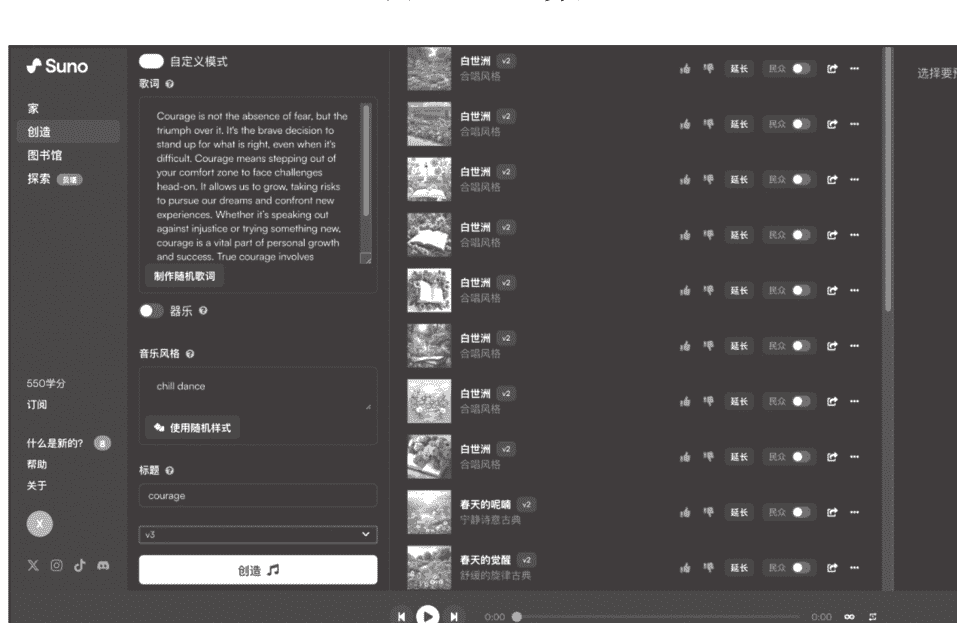 Suno
家
创造
图书馆
探索
550学分
订阅
什么是新的? 8
帮助
关于
X
自定义模式
歌词
Courage is not the absence of fear, but the
triumph over it. It's the brave decision to
stand up for what is right, even when it's
difficult. Courage means stepping out of
your comfort zone to face challenges
head-on. It allows us to grow, taking risks
to pursue our dreams and confront new
experiences. Whether it's speaking out
against injustice or trying something new,
courage is a vital part of personal growth
and success. True courage involves
制作随机歌词
器乐
音乐风格
chill dance
使用随机样式
标题
courage
v3
创造
白世洲 v2
合唱风格
延长 民众
白世洲 v2
合唱风格
延长 民众
白世洲 v2
合唱风格
延长 民众
白世洲 v2
合唱风格
延长 民众
白世洲 v2
合唱风格
延长 民众
白世洲 v2
合唱风格
延长 民众
白世洲 v2
合唱风格
延长 民众
白世洲 v2
合唱风格
延长 民众
春天的呢喃 v2
宁静诗意古典
延长 民众
春天的觉醒 v2
舒缓的旋律古典
延长 民众
0:00
0:00
选择要